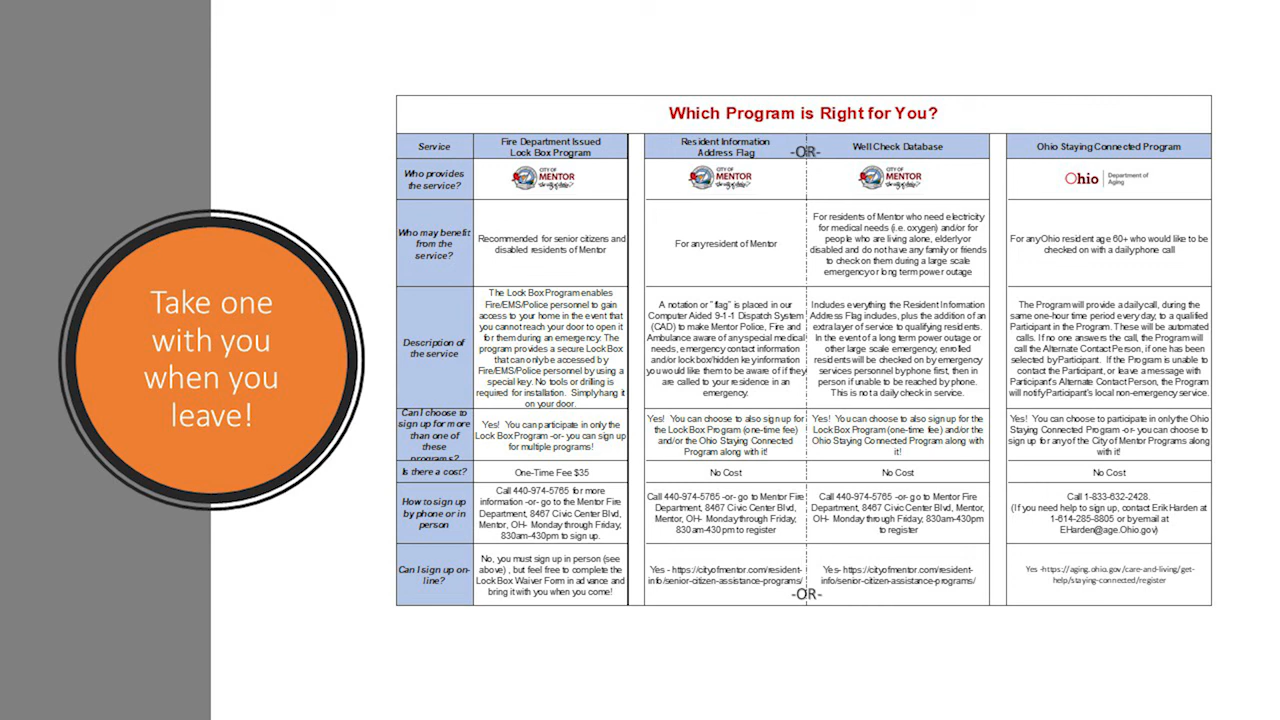 Take one
with you
when you
leave!
Which Program is Right for You?
Service
Fire Department Issued
Lock Box Program
Resident Information
Address Flag
-OR-
Well Check Database
Ohio Staying Connected Program
Who provides
the service?
CITY OF
MENTOR
CITY OF
MENTOR
CITY OF
MENTOR
Ohio
Department of
Aging
Who may benefit
from the
service?
Recommended for senior citizens and
disabled residents of Mentor
For any resident of Mentor
For residents of Mentor who need electricity
for medical needs (i.e. oxygen) and/or for
people who are living alone, elderly or
disabled and do not have any family or friends
to check on them during a large scale
emergency or long term power outage
For any Ohio resident age 60+ who would like to be
checked on with a daily phone call
Description of
the service
The Lock Box Program enables
Fire/EMS/Police personnel to gain
access to your home in the event that
you cannot reach your door to open it
for them during an emergency. The
program provides a secure Lock Box
that can only be accessed by
Fire/EMS/Police personnel by using a
special key. No tools or drilling is
required for installation. Simply hang it
on your door.
A notation or "flag" is placed in our
Computer Aided 9-1-1 Dispatch System
(CAD) to make Mentor Police, Fire and
Ambulance aware of any special medical
needs, emergency contact information
and/or lock box/hidden key information
you would like them to be aware of if they
are called to your residence in an
emergency.
Includes everything the Resident Information
Address Flag includes, plus the addition of an
extra layer of service to qualifying residents.
In the event of a long term power outage or
other large scale emergency, enrolled
residents will be checked on by emergency
services personnel by phone first, then in
person if unable to be reached by phone.
This is not a daily check in service.
The Program will provide a daily call, during the
same one-hour time period every day, to a qualified
Participant in the Program. These will be automated
calls. If no one answers the call, the Program will
call the Alternate Contact Person, if one has been
selected by Participant. If the Program is unable to
contact the Participant, or leave a message with
Participant's Alternate Contact Person, the Program
will notify Participant's local non-emergency service.
Can I choose to
sign up for more
than one of
these
programs?
Yes! You can participate in only the
Lock Box Program -or- you can sign up
for multiple programs!
Yes! You can choose to also sign up for
the Lock Box Program (one-time fee)
and/or the Ohio Staying Connected
Program along with it!
Yes! You can choose to also sign up for the
Lock Box Program (one-time fee) and/or the
Ohio Staying Connected Program along with
it!
Yes! You can choose to participate in only the Ohio
Staying Connected Program -or- you can choose to
sign up for any of the City of Mentor Programs along
with it!
Is there a cost?
One-Time Fee $35
No Cost
No Cost
No Cost
How to sign up
by phone or in
person
Call 440-974-5765 for more
information -or- go to the Mentor Fire
Department, 8467 Civic Center Blvd,
Mentor, OH- Monday through Friday,
830am-430pm to sign up.
Call 440-974-5765 -or- go to Mentor Fire
Department, 8467 Civic Center Blvd,
Mentor, OH- Monday through Friday,
830am-430pm to register
Call 440-974-5765 -or- go to Mentor Fire
Department, 8467 Civic Center Blvd, Mentor,
OH- Monday through Friday, 830am-430pm
to register
Call 1-833-632-2428.
(If you need help to sign up, contact Erik Harden at
1-614-285-8805 or by email at
EHarden@age.Ohio.gov)
Can I sign up on-
line?
No, you must sign up in person (see
above) , but feel free to complete the
Lock Box Waiver Form in advance and
bring it with you when you come!
Yes - https://cityofmentor.com/resident-
info/senior-citizen-assistance-programs/
-OR-
Yes- https://cityofmentor.com/resident-
info/senior-citizen-assistance-programs/
Yes -https://aging.ohio.gov/care-and-living/get-
help/staying-connected/register